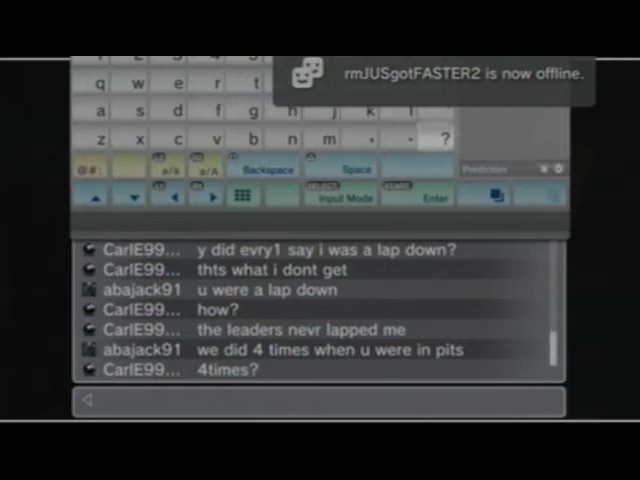 rmJUSgotFASTER2 is now offline.
q w e r t
a s d f g h j k l
z x c v b n m , . ?
@#: a/a a/A Backspace Space Prediction
SELECT Input Mode START Enter
CarlE99... y did evry1 say i was a lap down?
CarlE99... thts what i dont get
abajack91 u were a lap down
CarlE99... how?
CarlE99... the leaders nevr lapped me
abajack91 we did 4 times when u were in pits
CarlE99... 4times?